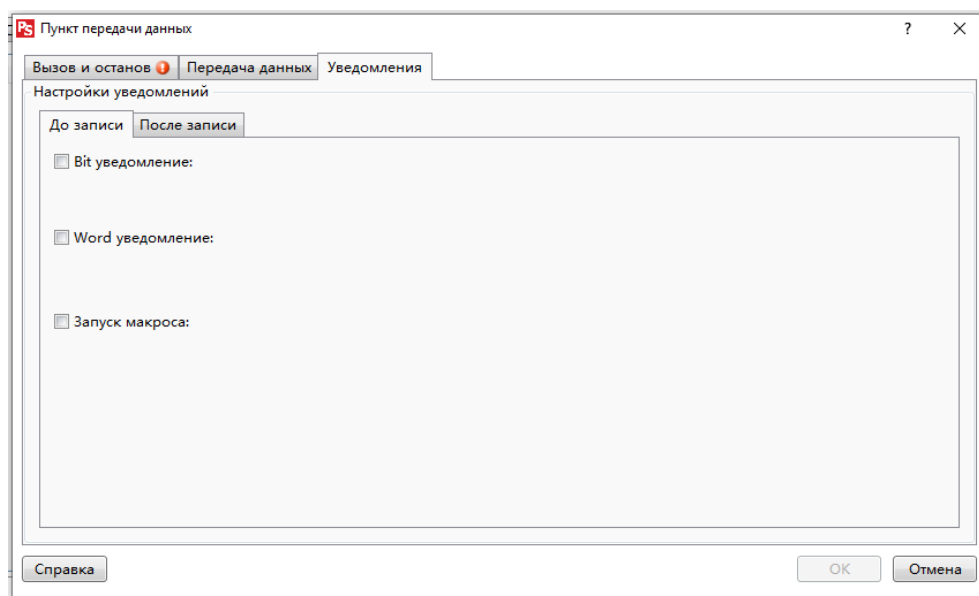 PS Пункт передачи данных ?
Вызов и останов Передача данных Уведомления
Настройки уведомлений
До записи После записи
Bit уведомление:
Word уведомление:
Запуск макроса:
Справка OK Отмена